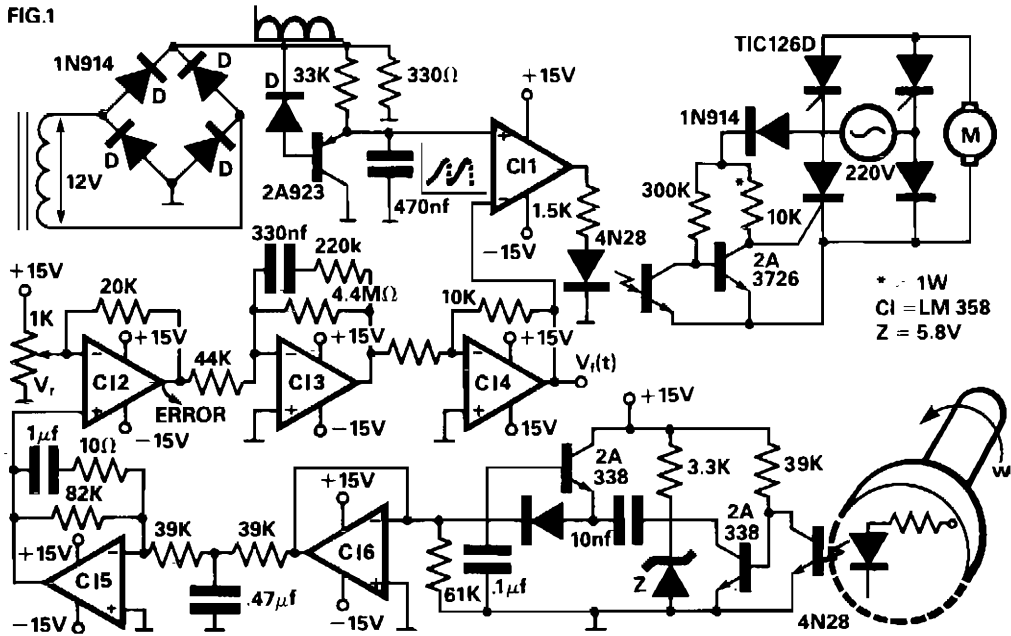 FIG.1
1N914
D
D
D
D
12V
D
33K
330Ω
2A923
470nf
+15V
+
-
CI1
-15V
1.5K
4N28
TIC126D
1N914
220V
M
300K
*
10K
2A
3726
* - 1W
CI = LM 358
Z = 5.8V
+15V
1K
Vr
20K
-
+
CI2
+15V
-15V
ERROR
44K
330nf
220k
4.4MΩ
-
+
CI3
+15V
-15V
10K
-
+
CI4
+15V
15V
Vf(t)
1μf
10Ω
82K
+15V
-
+
CI5
-15V
39K
39K
.47μf
+15V
-
+
CI6
-15V
61K
.1μf
10nf
2A
338
+15V
3.3K
39K
2A
338
Z
4N28
w